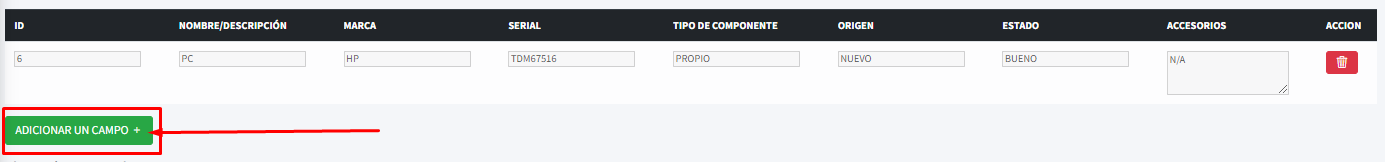 ID NOMBRE/DESCRIPCIÓN MARCA SERIAL TIPO DE COMPONENTE ORIGEN ESTADO ACCESORIOS ACCION
6 PC HP TDM67516 PROPIO NUEVO BUENO N/A
ADICIONAR UN CAMPO +